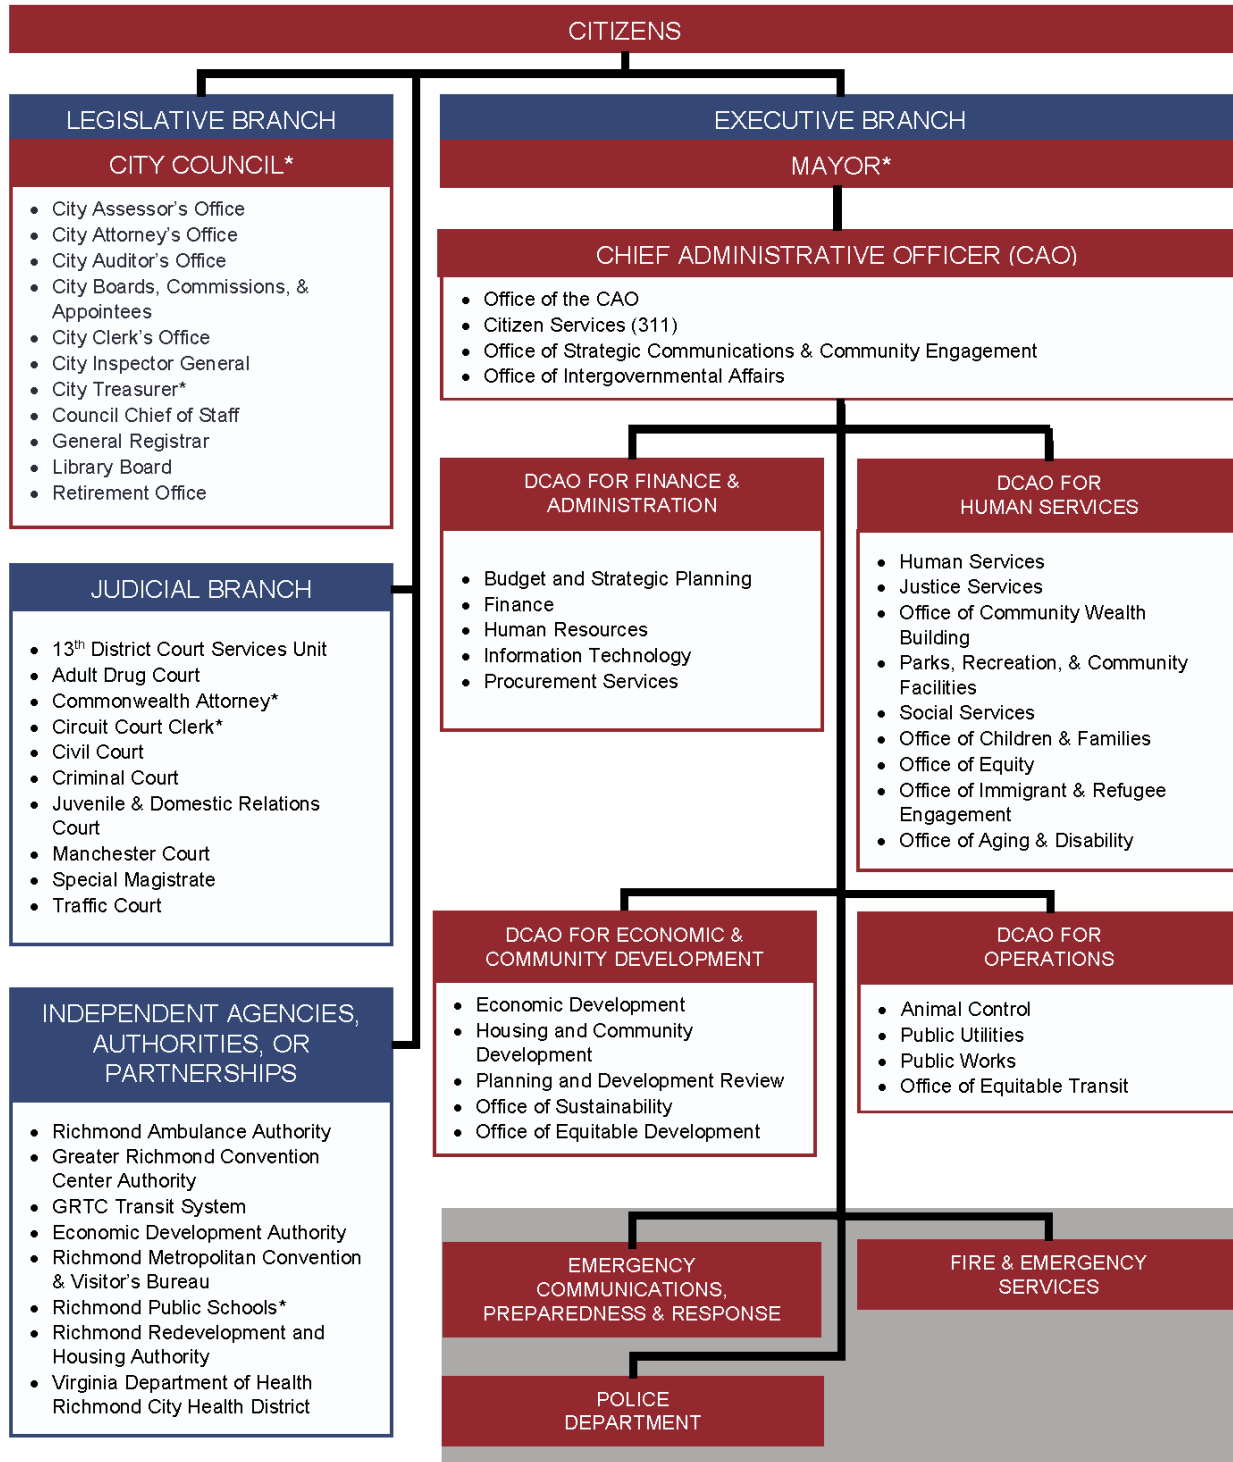 CITIZENS
LEGISLATIVE BRANCH
CITY COUNCIL*
• City Assessor's Office
• City Attorney's Office
• City Auditor's Office
• City Boards, Commissions, &
Appointees
• City Clerk's Office
• City Inspector General
• City Treasurer*
• Council Chief of Staff
• General Registrar
• Library Board
• Retirement Office
JUDICIAL BRANCH
• 13th District Court Services Unit
• Adult Drug Court
• Commonwealth Attorney*
• Circuit Court Clerk*
• Civil Court
• Criminal Court
• Juvenile & Domestic Relations
Court
• Manchester Court
• Special Magistrate
• Traffic Court
INDEPENDENT AGENCIES,
AUTHORITIES, OR
PARTNERSHIPS
• Richmond Ambulance Authority
• Greater Richmond Convention
Center Authority
• GRTC Transit System
• Economic Development Authority
• Richmond Metropolitan Convention
& Visitor's Bureau
• Richmond Public Schools*
• Richmond Redevelopment and
Housing Authority
• Virginia Department of Health
Richmond City Health District
EXECUTIVE BRANCH
MAYOR*
CHIEF ADMINISTRATIVE OFFICER (CAO)
• Office of the CAO
• Citizen Services (311)
• Office of Strategic Communications & Community Engagement
• Office of Intergovernmental Affairs
DCAO FOR FINANCE &
ADMINISTRATION
• Budget and Strategic Planning
• Finance
• Human Resources
• Information Technology
• Procurement Services
DCAO FOR
HUMAN SERVICES
• Human Services
• Justice Services
• Office of Community Wealth
Building
• Parks, Recreation, & Community
Facilities
• Social Services
• Office of Children & Families
• Office of Equity
• Office of Immigrant & Refugee
Engagement
• Office of Aging & Disability
DCAO FOR ECONOMIC &
COMMUNITY DEVELOPMENT
• Economic Development
• Housing and Community
Development
• Planning and Development Review
• Office of Sustainability
• Office of Equitable Development
DCAO FOR
OPERATIONS
• Animal Control
• Public Utilities
• Public Works
• Office of Equitable Transit
EMERGENCY
COMMUNICATIONS,
PREPAREDNESS & RESPONSE
FIRE & EMERGENCY
SERVICES
POLICE
DEPARTMENT